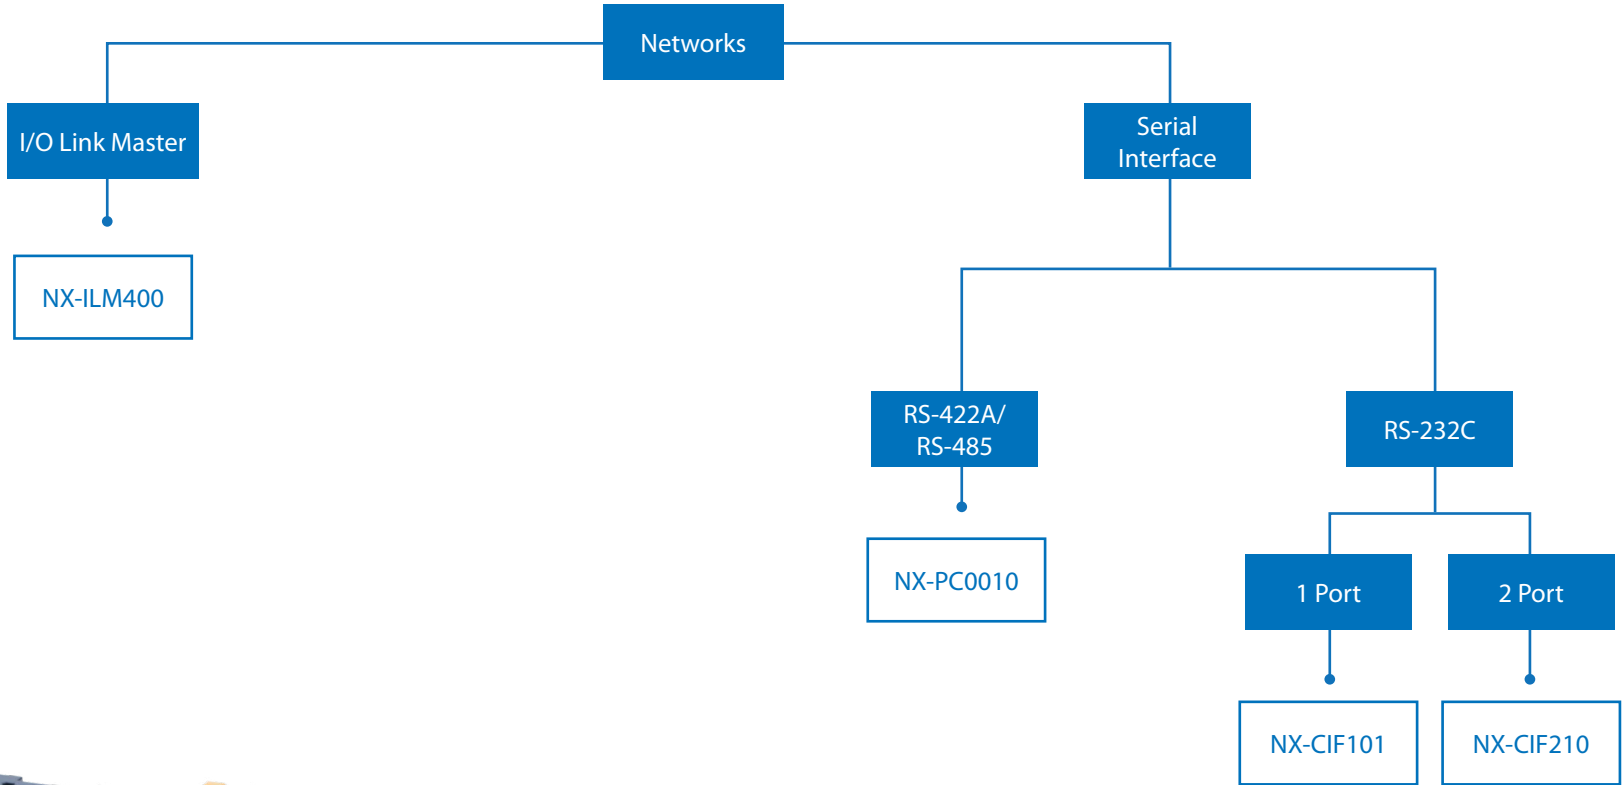 Networks
I/O Link Master
Serial
Interface
NX-ILM400
RS-422A/
RS-485
RS-232C
NX-PC0010
1 Port
2 Port
NX-CIF101
NX-CIF210